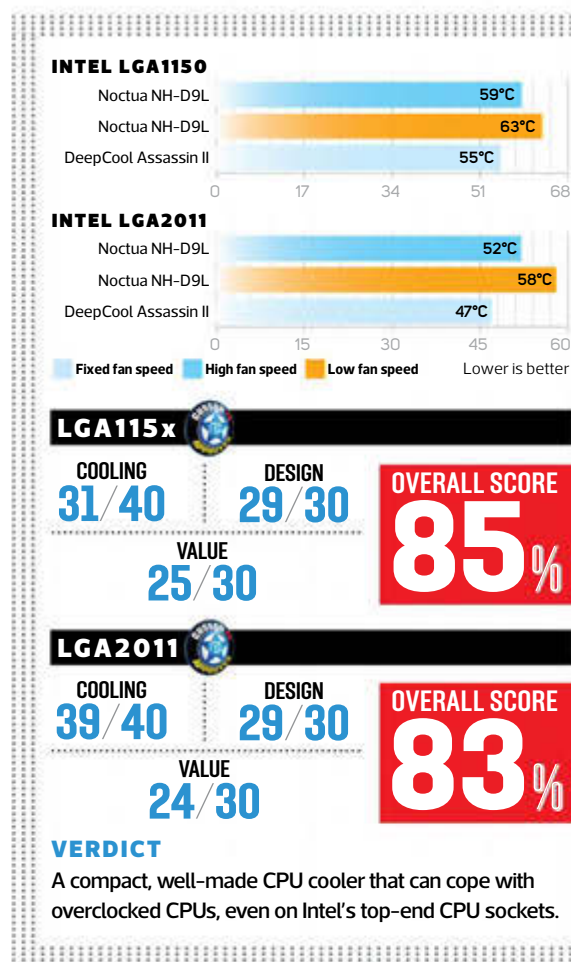 INTEL LGA1150
Noctua NH-D9L 59°C
Noctua NH-D9L 63°C
DeepCool Assassin II 55°C
0 17 34 51 68
INTEL LGA2011
Noctua NH-D9L 52°C
Noctua NH-D9L 58°C
DeepCool Assassin II 47°C
0 15 30 45 60
Fixed fan speed High fan speed Low fan speed Lower is better
LGA115x
COOLING
31/40
DESIGN
29/30
VALUE
25/30
OVERALL SCORE
85%
LGA2011
COOLING
39/40
DESIGN
29/30
VALUE
24/30
OVERALL SCORE
83%
VERDICT
A compact, well-made CPU cooler that can cope with
overclocked CPUs, even on Intel's top-end CPU sockets.